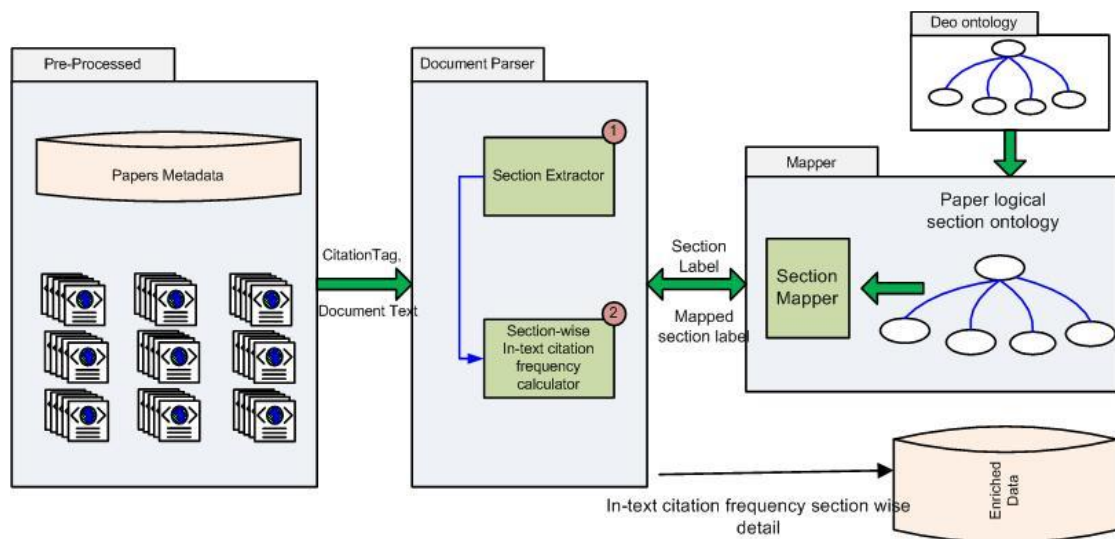 Pre-Processed
Papers Metadata
CitationTag,
Document Text
Document Parser
1
Section Extractor
2
Section-wise
In-text citation
frequency
calculator
Section
Label
Mapped
section label
Deo ontology
Mapper
Paper logical
section ontology
Section
Mapper
In-text citation frequency section wise
detail
Enriched
Data